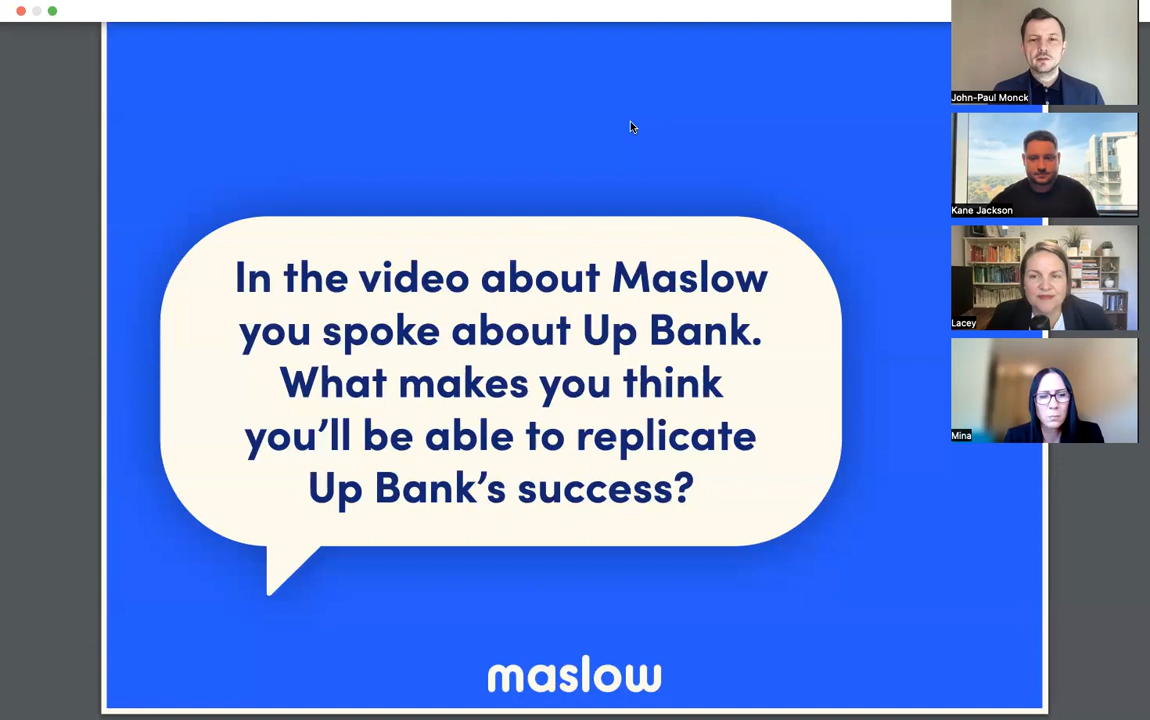 In the video about Maslow
you spoke about Up Bank.
What makes you think
you'll be able to replicate
Up Bank's success?
maslow
John-Paul Monck
Kane Jackson
Lacey
Mina